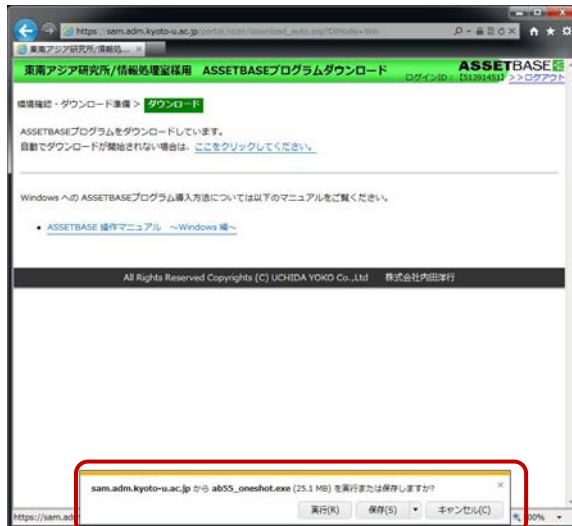 https://sam.adm.kyoto-u.ac.jp/portal/scan/download_auto.asp?DlMode=Win
東南アジア研究所/情報処...
東南アジア研究所/情報処理室様用 ASSETBASEプログラムダウンロード
ASSETBASE
ログインID： [51391451] >>ログアウト
環境確認・ダウンロード準備 > ダウンロード
ASSETBASEプログラムをダウンロードしています。
自動でダウンロードが開始されない場合は、ここをクリックしてください。
Windows への ASSETBASEプログラム導入方法については以下のマニュアルをご覧ください。
• ASSETBASE 操作マニュアル ～Windows 編～
All Rights Reserved Copyrights (C) UCHIDA YOKO Co.,Ltd 株式会社内田洋行
sam.adm.kyoto-u.ac.jp から ab55_oneshot.exe (25.1 MB) を実行または保存しますか?
実行(R) 保存(S) キャンセル(C)
https://sam.ad